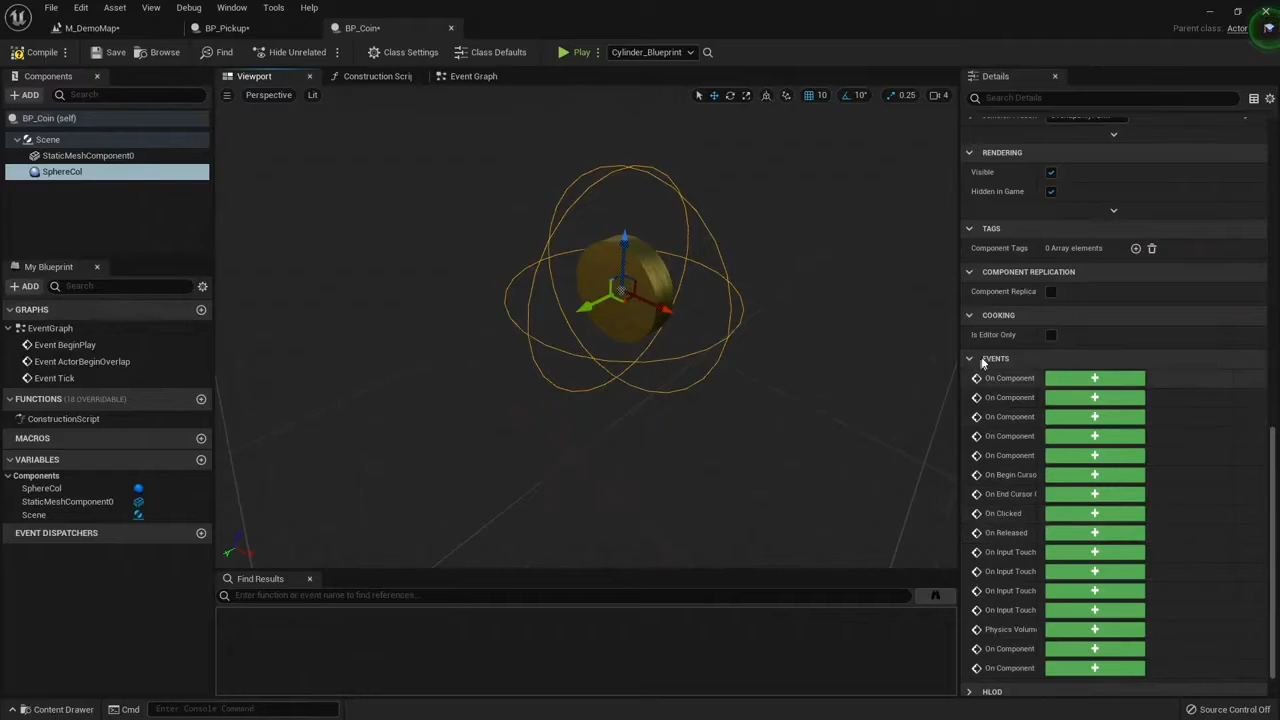 File Edit Asset View Debug Window Tools Help
M_DemoMap* BP_Pickup* BP_Coin* Parent class: Actor
Compile Save Browse Find Hide Unrelated Class Settings Class Defaults Play Cylinder_Blueprint
Components Viewport Construction Scrip Event Graph Details
ADD Search Perspective Lit 10 10° 0.25 4 Search Details
BP_Coin (self)
Scene
StaticMeshComponent0
SphereCol
RENDERING
Visible
Hidden in Game
TAGS
Component Tags 0 Array elements
COMPONENT REPLICATION
Component Replica
COOKING
Is Editor Only
EVENTS
On Component
On Component
On Component
On Component
On Component
On Begin Curso
On End Cursor
On Clicked
On Released
On Input Touch
On Input Touch
On Input Touch
On Input Touch
Physics Volum
On Component
On Component
HLOD
My Blueprint
ADD Search
GRAPHS
EventGraph
Event BeginPlay
Event ActorBeginOverlap
Event Tick
FUNCTIONS (18 OVERRIDABLE)
ConstructionScript
MACROS
VARIABLES
Components
SphereCol
StaticMeshComponent0
Scene
EVENT DISPATCHERS
Find Results
Enter function or event name to find references...
Content Drawer Cmd Enter Console Command Source Control Off